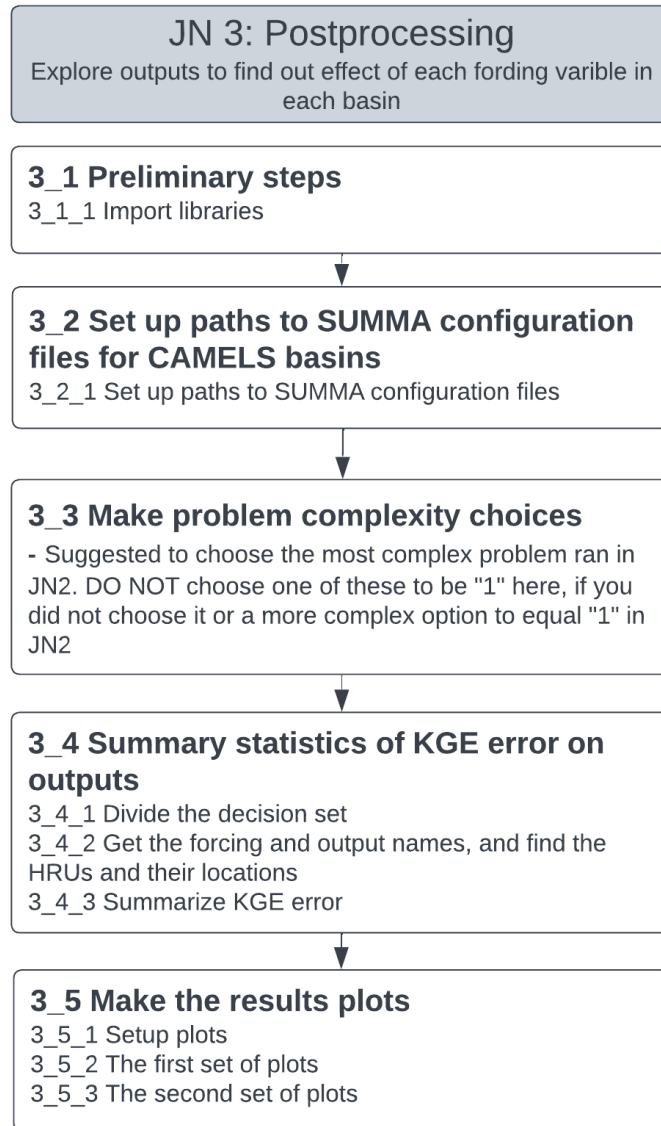 JN 3: Postprocessing
Explore outputs to find out effect of each fording varible in
each basin
3_1 Preliminary steps
3_1_1 Import libraries
3_2 Set up paths to SUMMA configuration
files for CAMELS basins
3_2_1 Set up paths to SUMMA configuration files
3_3 Make problem complexity choices
- Suggested to choose the most complex problem ran in
JN2. DO NOT choose one of these to be "1" here, if you
did not choose it or a more complex option to equal "1" in
JN2
3_4 Summary statistics of KGE error on
outputs
3_4_1 Divide the decision set
3_4_2 Get the forcing and output names, and find the
HRUs and their locations
3_4_3 Summarize KGE error
3_5 Make the results plots
3_5_1 Setup plots
3_5_2 The first set of plots
3_5_3 The second set of plots